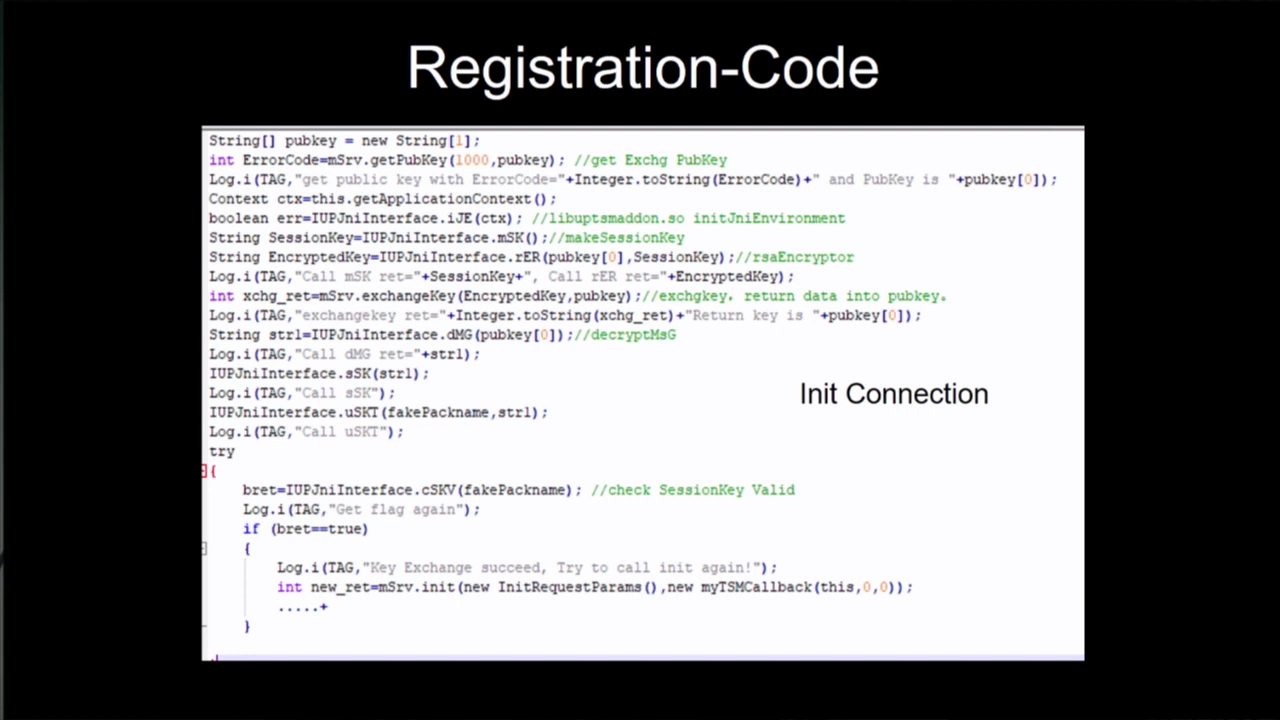 Registration-Code
String[] pubkey = new String[1];
int ErrorCode=mSrv.getPubKey(1000,pubkey); //get Exchg PubKey
Log.i(TAG,"get public key with ErrorCode="+Integer.toString(ErrorCode)+" and PubKey is "+pubkey[0]);
Context ctx=this.getApplicationContext();
boolean err=IUPJniInterface.iJE(ctx); //libuptsmaddon.so initJniEnvironment
String SessionKey=IUPJniInterface.mSK();//makeSessionKey
String EncryptedKey=IUPJniInterface.rER(pubkey[0],SessionKey);//rsaEncryptor
Log.i(TAG,"Call mSK ret="+SessionKey+", Call rER ret="+EncryptedKey);
int xchg_ret=mSrv.exchangeKey(EncryptedKey,pubkey);//exchgkey，return data into pubkey。
Log.i(TAG,"exchangekey ret="+Integer.toString(xchg_ret)+"Return key is "+pubkey[0]);
String str1=IUPJniInterface.dMG(pubkey[0]);//decryptMsG
Log.i(TAG,"Call dMG ret="+str1);
IUPJniInterface.sSK(str1);
Log.i(TAG,"Call sSK");
IUPJniInterface.uSKT(fakePackname,str1);
Log.i(TAG,"Call uSKT");
try
{
bret=IUPJniInterface.cSKV(fakePackname); //check SessionKey Valid
Log.i(TAG,"Get flag again");
if (bret==true)
{
Log.i(TAG,"Key Exchange succeed, Try to call init again!");
int new_ret=mSrv.init(new InitRequestParams(),new myTSMCallback(this,0,0));
.....+
}
Init Connection